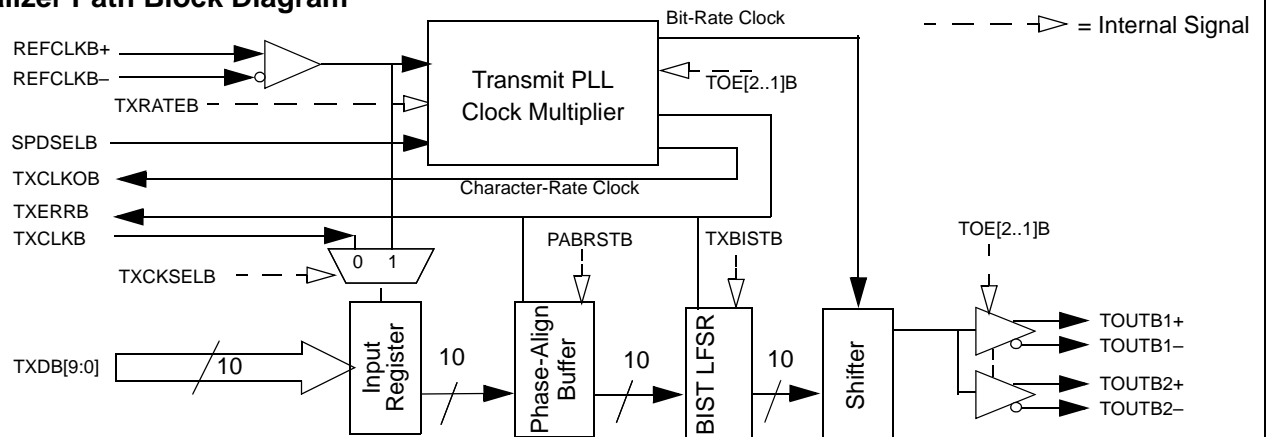 alizer Path Block Diagram
Bit-Rate Clock
= Internal Signal
REFCLKB+
REFCLKB–
Transmit PLL
Clock Multiplier
TOE[2..1]B
TXRATEB
SPDSELB
TXCLKOB
Character-Rate Clock
TXERRB
TXCLKB
PABRSTB
TXBISTB
TOE[2..1]B
0 1
TXCKSELB
TXDB[9:0]
10
Input
Register
10
Phase-Align
Buffer
10
BIST LFSR
10
Shifter
TOUTB1+
TOUTB1–
TOUTB2+
TOUTB2–